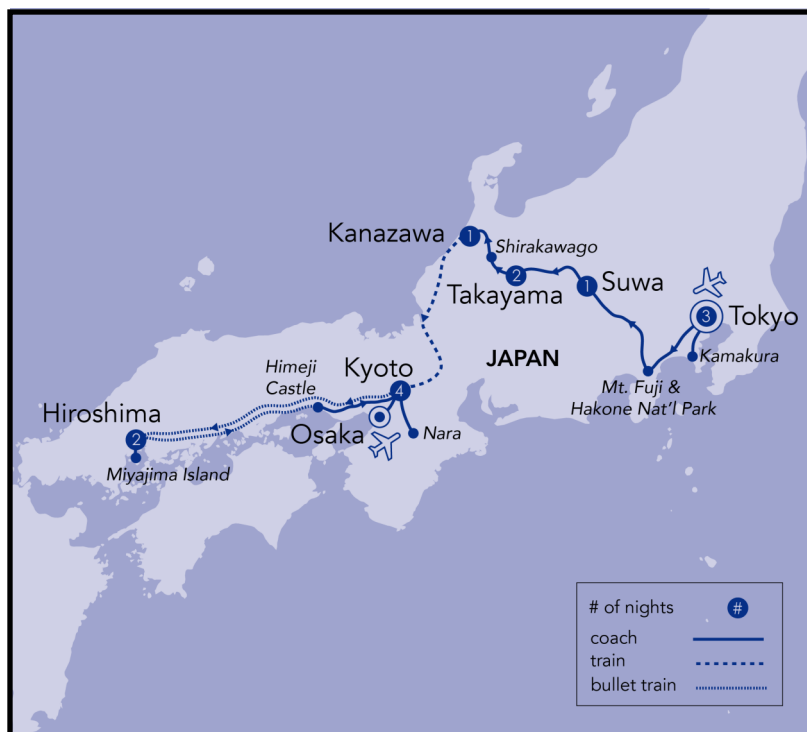 Kanazawa
1
Shirakawago
2
Takayama
1
Suwa
3
Tokyo
Kamakura
JAPAN
Mt. Fuji &
Hakone Nat'l Park
Himeji
Castle
Kyoto
4
Hiroshima
2
Osaka
Nara
Miyajima Island
# of nights #
coach
train
bullet train